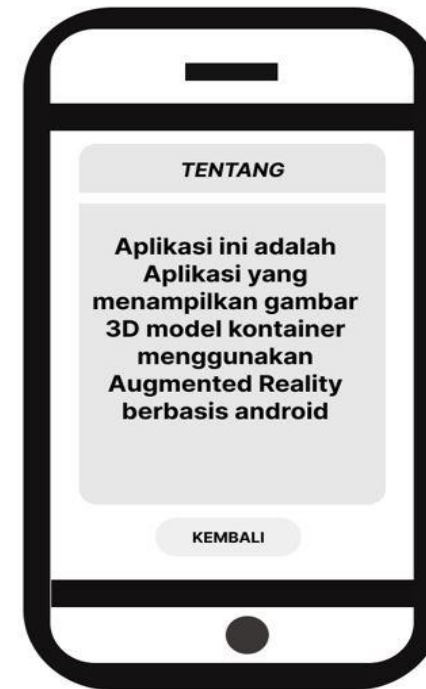 TENTANG
Aplikasi ini adalah
Aplikasi yang
menampilkan gambar
3D model kontainer
menggunakan
Augmented Reality
berbasis android
KEMBALI